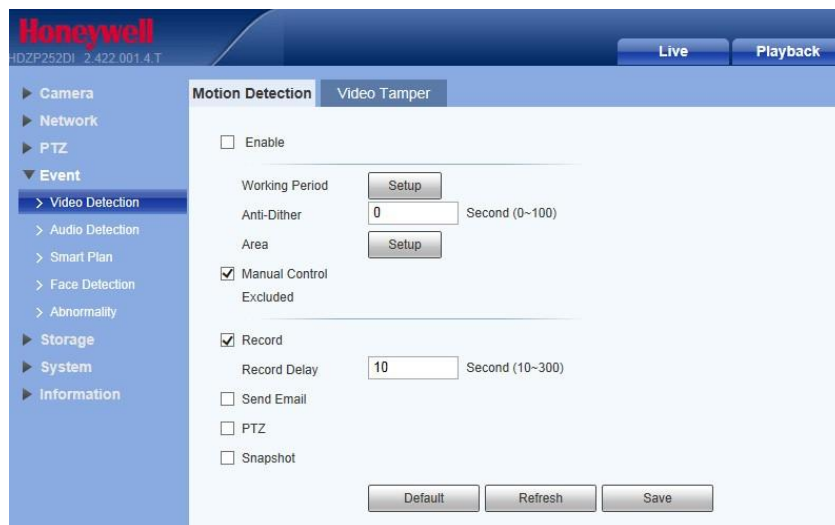 Honeywell
HDZP252DI 2.422.001.4.T
Live
Playback
Camera
Network
PTZ
Event
Video Detection
Audio Detection
Smart Plan
Face Detection
Abnormality
Storage
System
Information
Motion Detection Video Tamper
Enable
Working Period Setup
Anti-Dither 0 Second (0~100)
Area Setup
Manual Control
Excluded
Record
Record Delay 10 Second (10~300)
Send Email
PTZ
Snapshot
Default Refresh Save